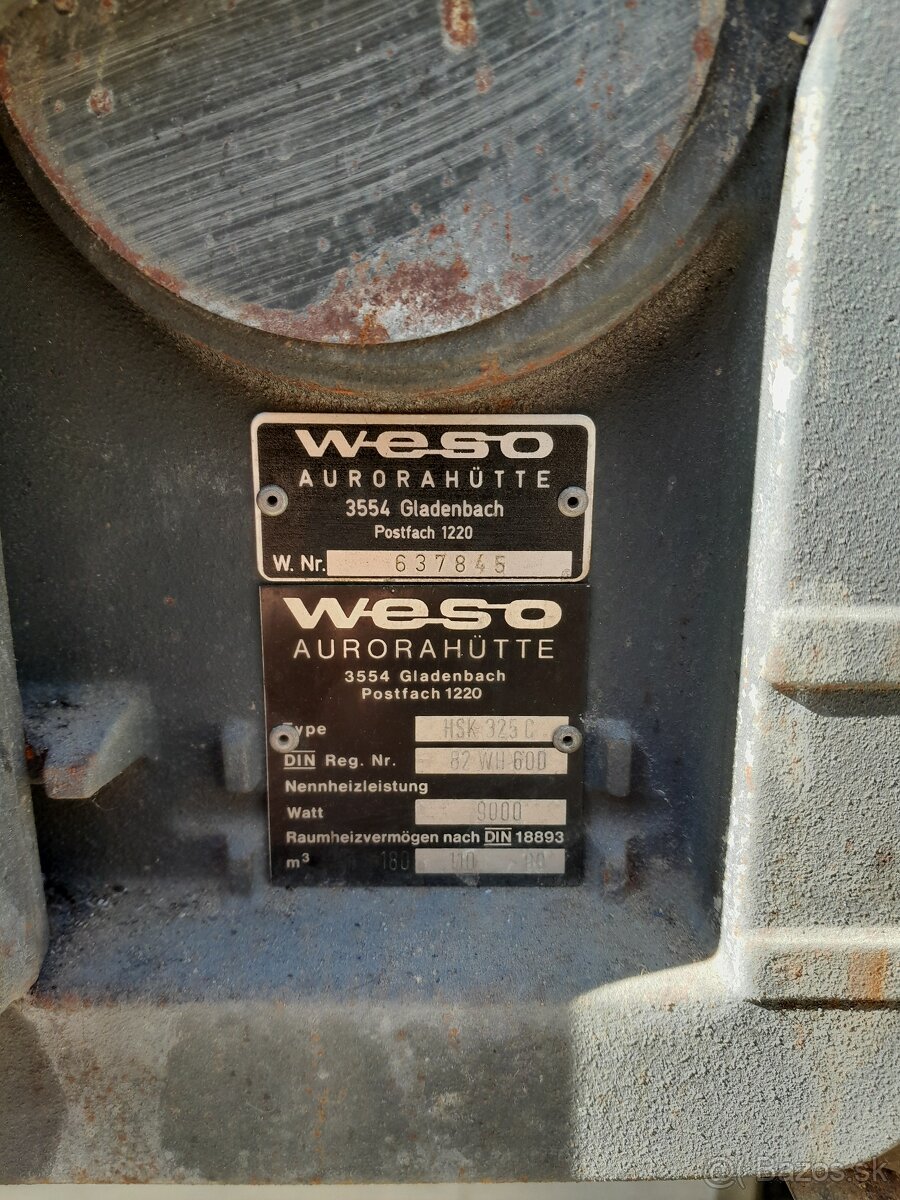 weso
AURORAHÜTTE
3554 Gladenbach
Postfach 1220
W. Nr. 637845
weso
AURORAHÜTTE
3554 Gladenbach
Postfach 1220
Type HSK 325 C
DIN Reg. Nr. 82 WU 600
Nennheizleistung
Watt 9000
Raumheizvermögen nach DIN 18893
m³ 180 110
Bazos.sk